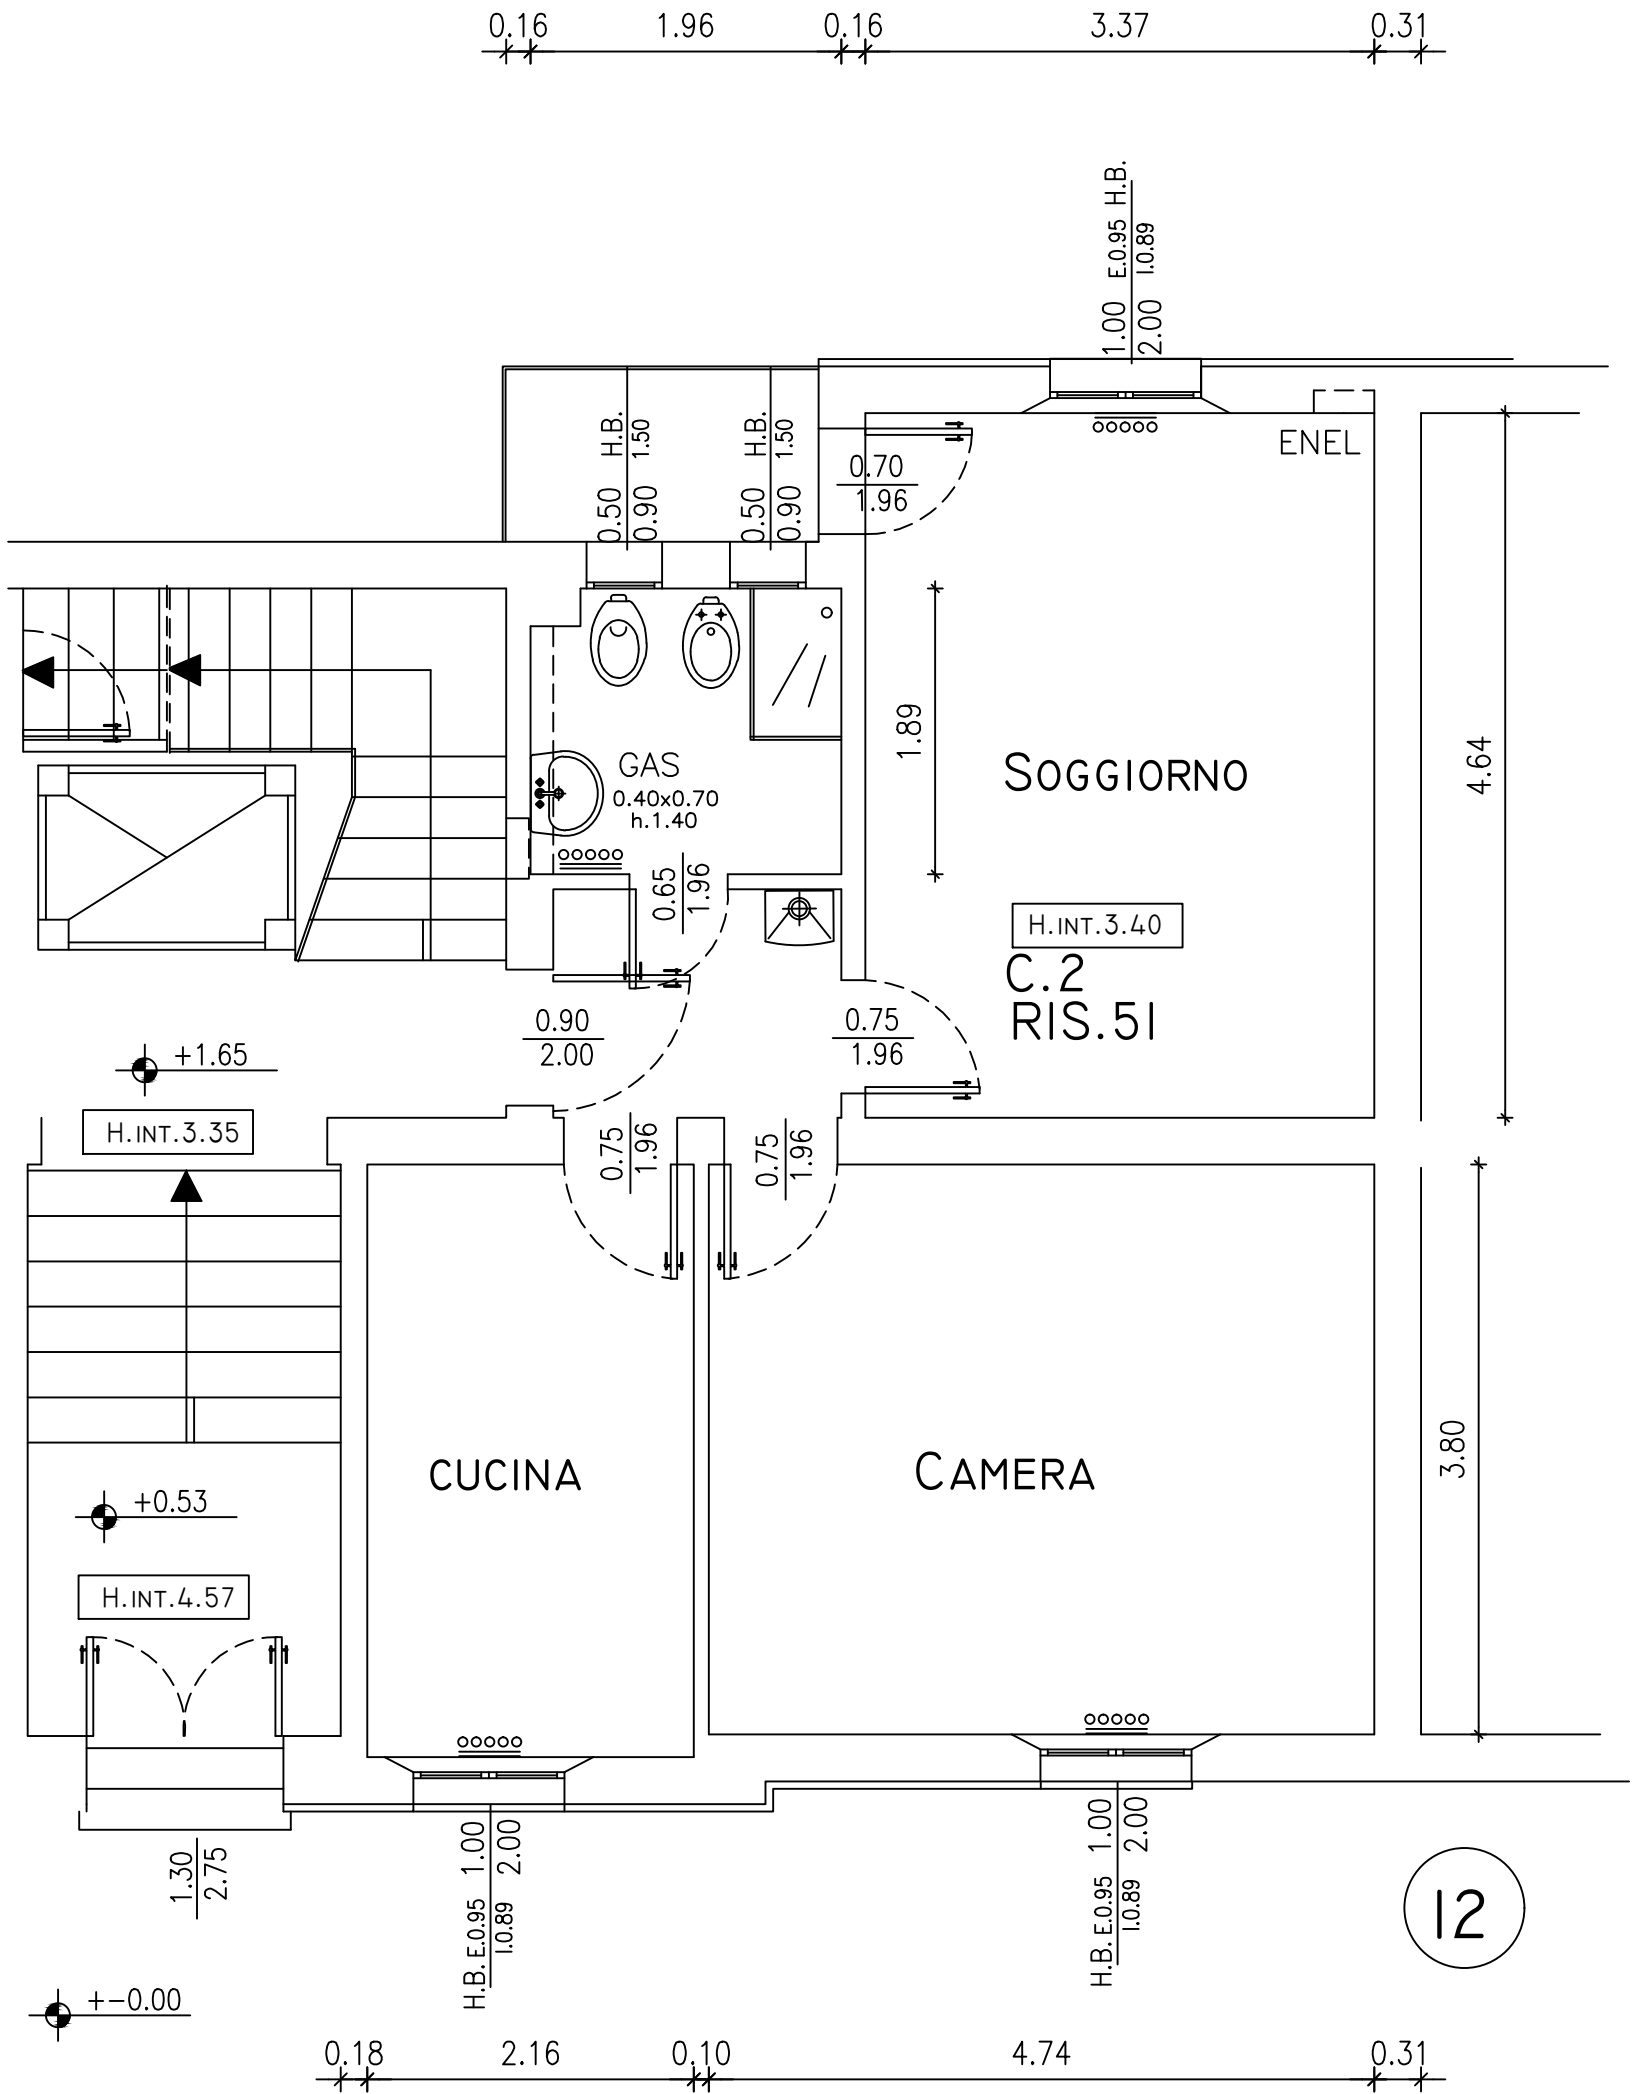 0.16 1.96 0.16 3.37 0.31
1.00 E.0.95 H.B.
2.00 I.0.89
0.50 H.B.
0.90 1.50
0.50 H.B.
0.90 1.50
0.70
1.96
ENEL
1.89
4.64
GAS
0.40x0.70
h.1.40
SOGGIORNO
0.65
1.96
H.INT.3.40
C.2
RIS.51
0.90
2.00
0.75
1.96
+1.65
H.INT.3.35
0.75
1.96
0.75
1.96
3.80
CUCINA
CAMERA
+0.53
H.INT.4.57
1.30
2.75
H.B. E.0.95 1.00
I.0.89 2.00
H.B. E.0.95 1.00
I.0.89 2.00
12
+-0.00
0.18 2.16 0.10 4.74 0.31